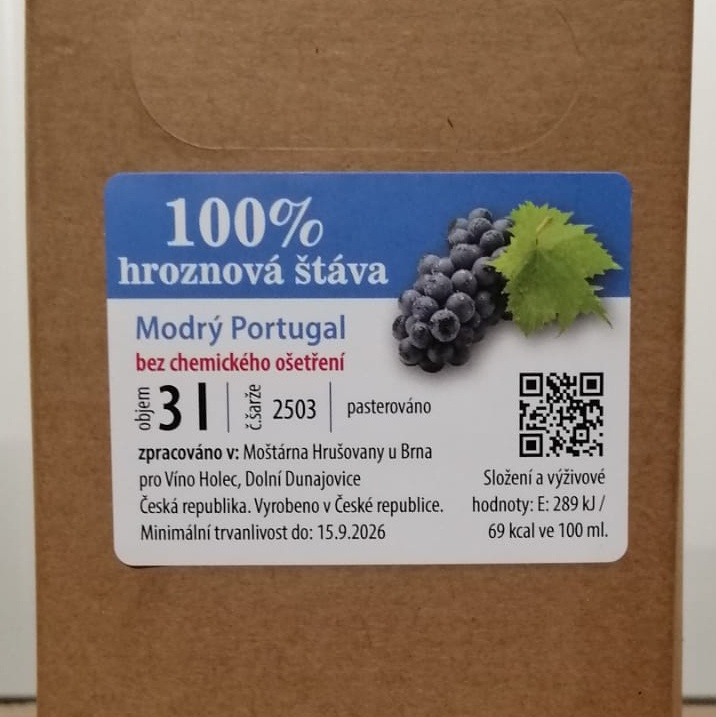 100%
hroznová štáva
Modrý Portugal
bez chemického ošetření
objem 3 l č.šarže 2503 pasterováno
zpracováno v: Moštárna Hrušovany u Brna
pro Víno Holec, Dolní Dunajovice
Česká republika. Vyrobeno v České republice.
Minimální trvanlivost do: 15.9.2026
Složení a výživové
hodnoty: E: 289 kJ /
69 kcal ve 100 ml.